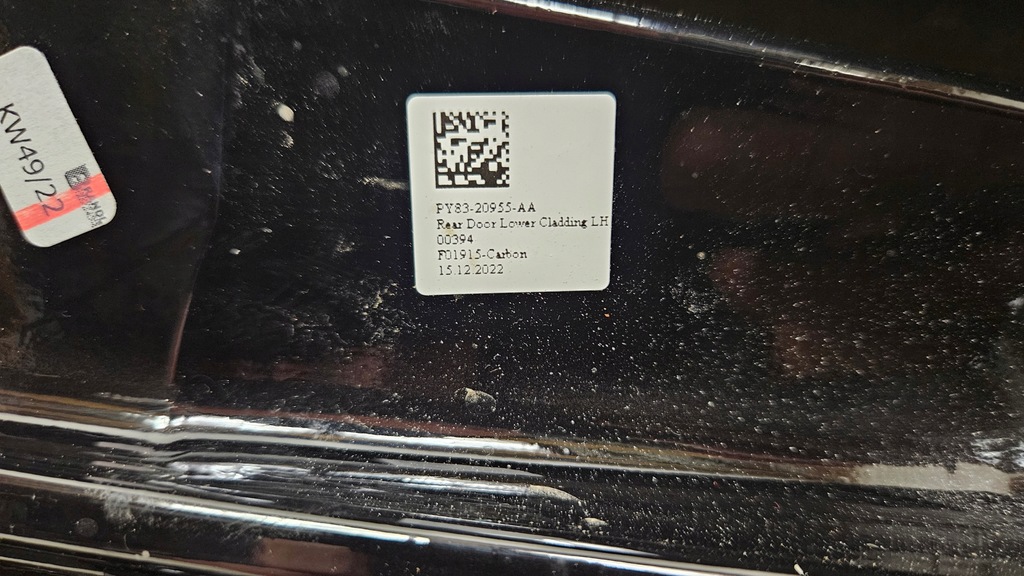 KW49/22
PY83-20955-AA
Rear Door Lower Cladding LH
00394
F01915-Carbon
15.12.2022